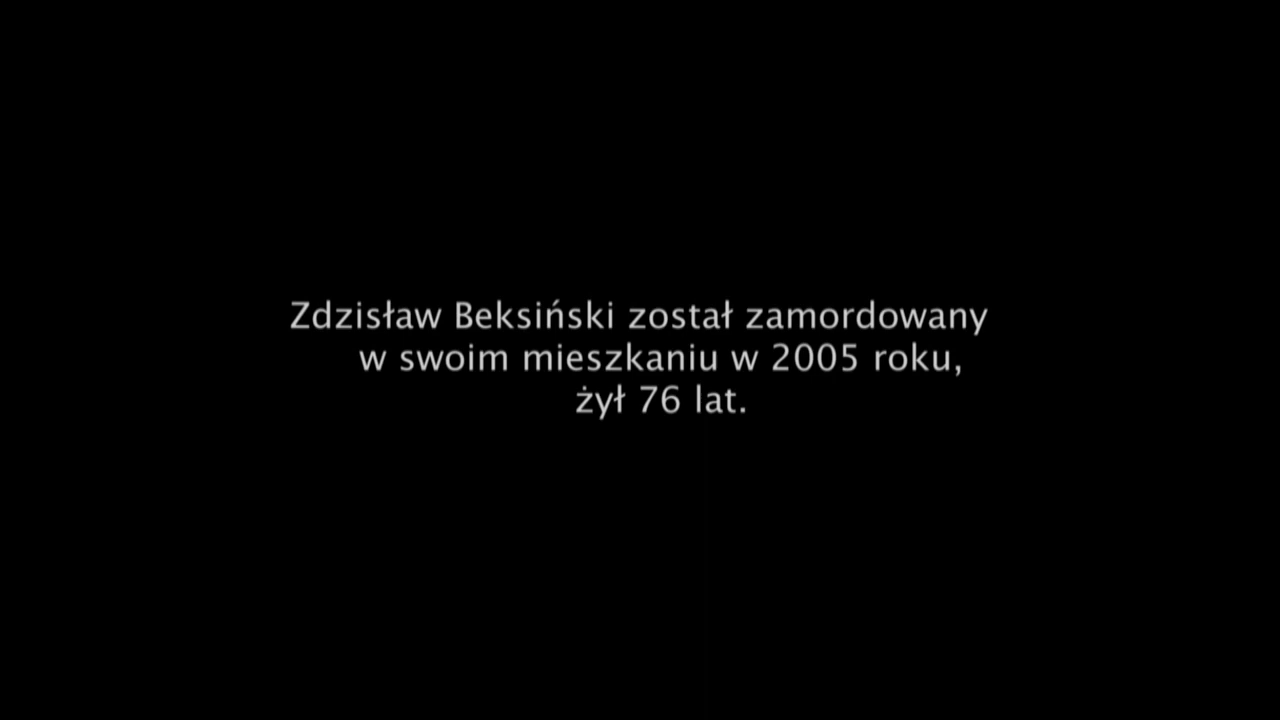 Zdzisław Beksiński został zamordowany
w swoim mieszkaniu w 2005 roku,
żył 76 lat.